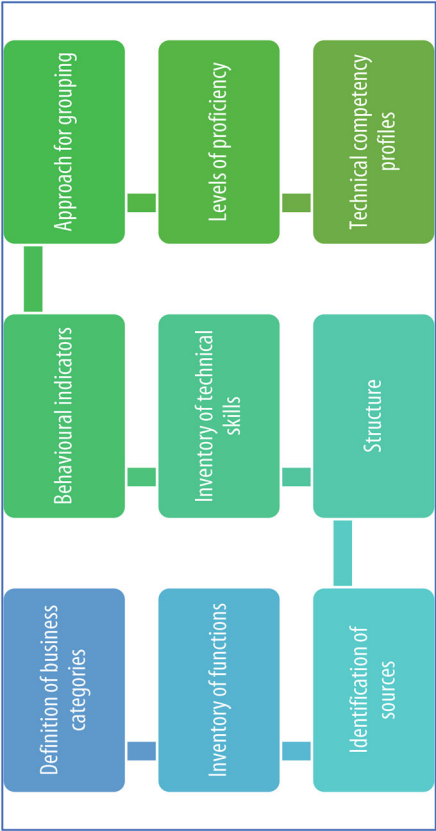 Definition of business
categories
Inventory of functions
Identification of
sources
Structure
Inventory of technical
skills
Behavioural indicators
Approach for grouping
Levels of proficiency
Technical competency
profiles